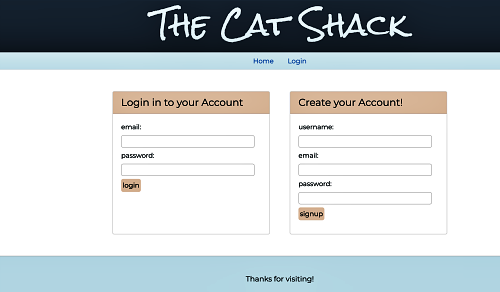 The Cat Shack
Home Login
Login in to your Account
email:
password:
login
Create your Account!
username:
email:
password:
signup
Thanks for visiting!